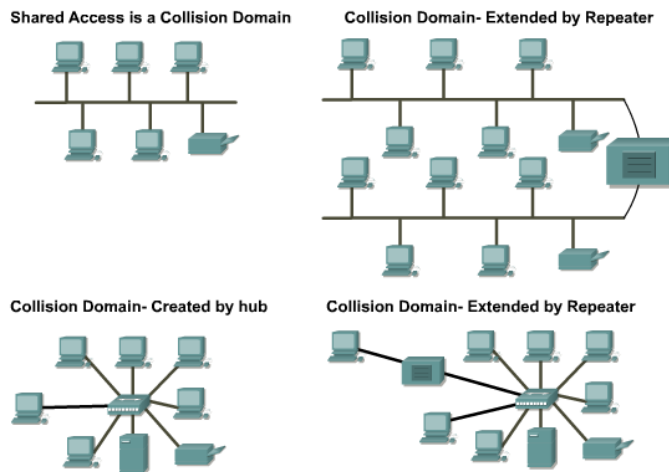 Shared Access is a Collision Domain
Collision Domain- Extended by Repeater
Collision Domain- Created by hub
Collision Domain- Extended by Repeater